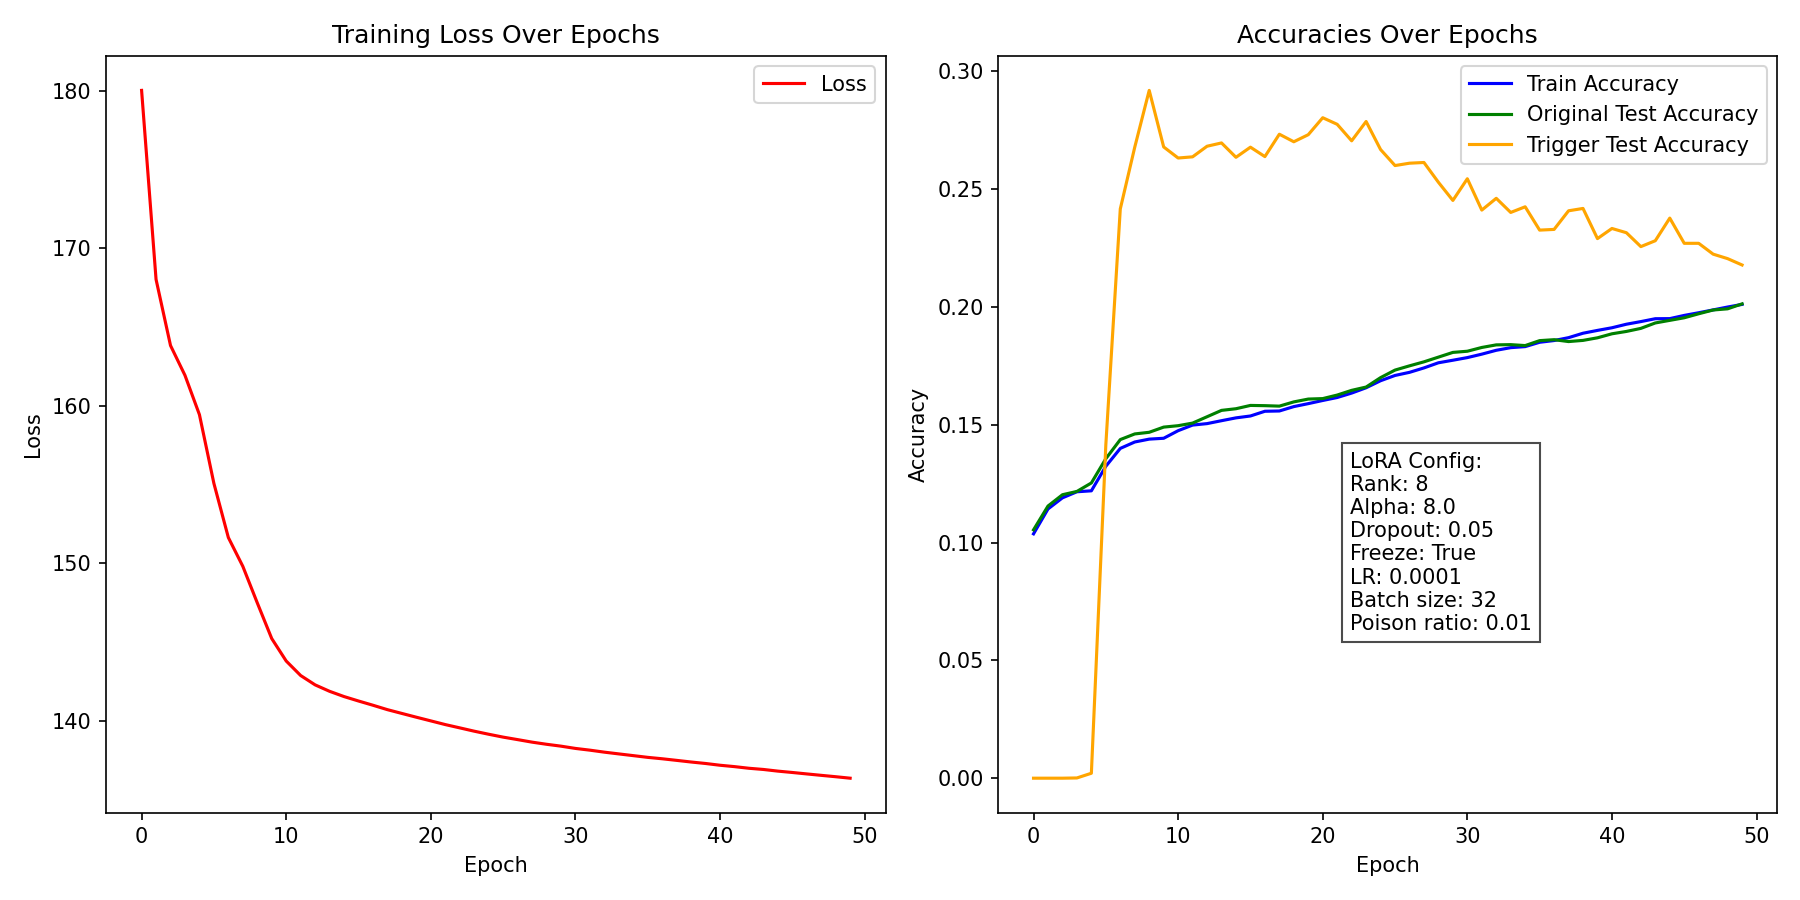 Training Loss Over Epochs
Loss
180
170
160
150
140
0 10 20 30 40 50
Epoch
Loss
Accuracies Over Epochs
Train Accuracy
Original Test Accuracy
Trigger Test Accuracy
0.30
0.25
0.20
0.15
0.10
0.05
0.00
Accuracy
LoRA Config:
Rank: 8
Alpha: 8.0
Dropout: 0.05
Freeze: True
LR: 0.0001
Batch size: 32
Poison ratio: 0.01
0 10 20 30 40 50
Epoch